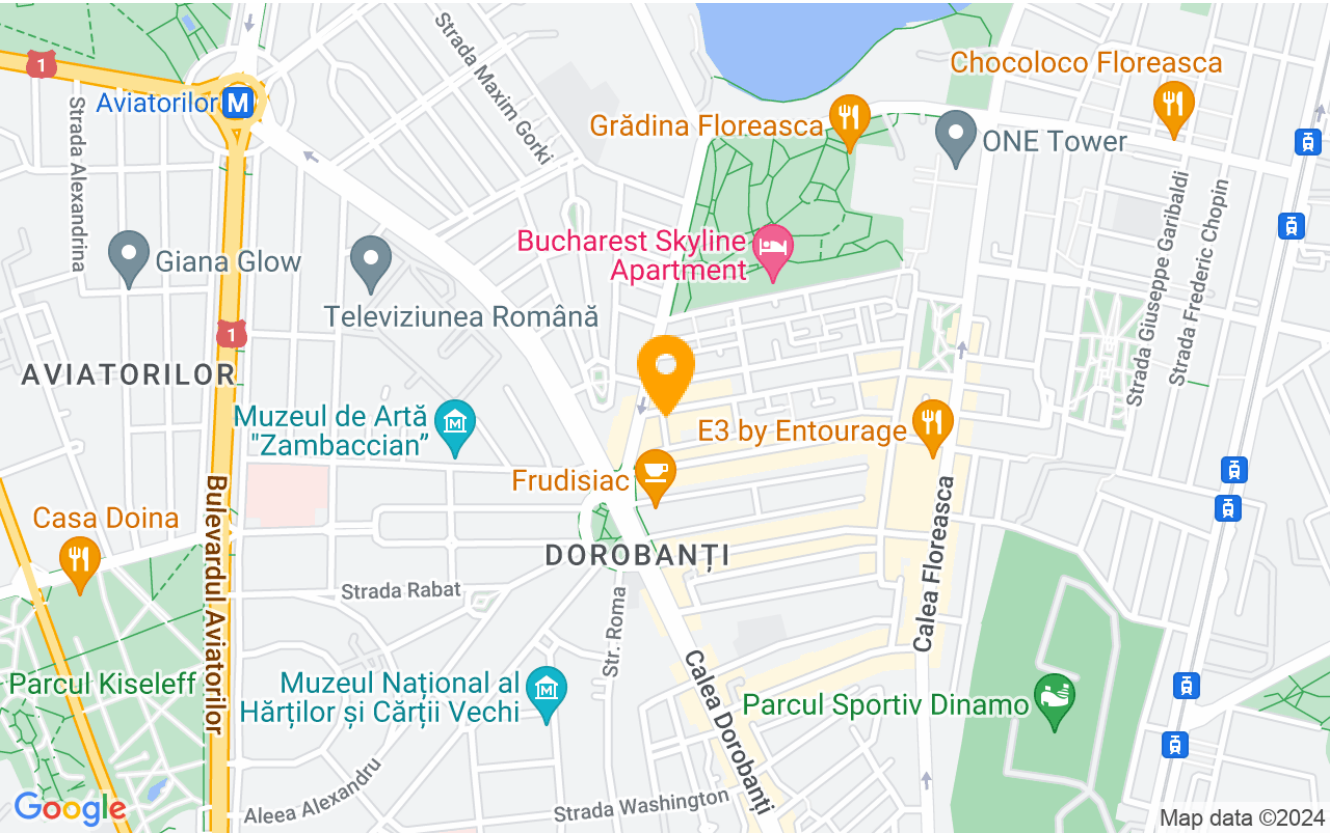 Strada Maxim Gorki
Chocoloco Floreasca
1
Aviatorilor M
Strada Alexandrina
Grădina Floreasca
ONE Tower
Strada Giuseppe Garibaldi
Strada Frederic Chopin
Bucharest Skyline
Apartment
Giana Glow
Televiziunea Română
1
AVIATORILOR
Muzeul de Artă
"Zambaccian”
M
E3 by Entourage
Frudisiac
Bulevardul Aviatorilor
Casa Doina
DOROBANȚI
Calea Floreasca
Strada Rabat
Str. Roma
Parcul Kiseleff
Muzeul Național al
Hărților și Cărții Vechi
M
Calea Dorobanți
Parcul Sportiv Dinamo
Aleea Alexandru
Strada Washington
Google
Map data ©2024